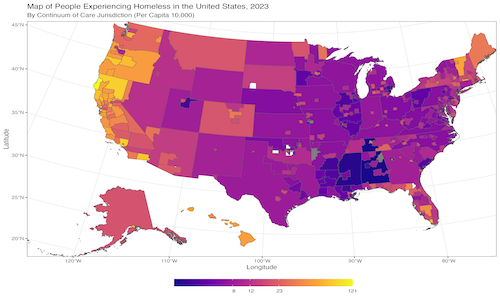 Map of People Experiencing Homeless in the United States, 2023
By Continuum of Care Jurisdiction (Per Capita 10,000)
45°N
40°N
35°N
30°N
25°N
20°N
Latitude
120°W
110°W
100°W
90°W
80°W
Longitude
8 12 23 121